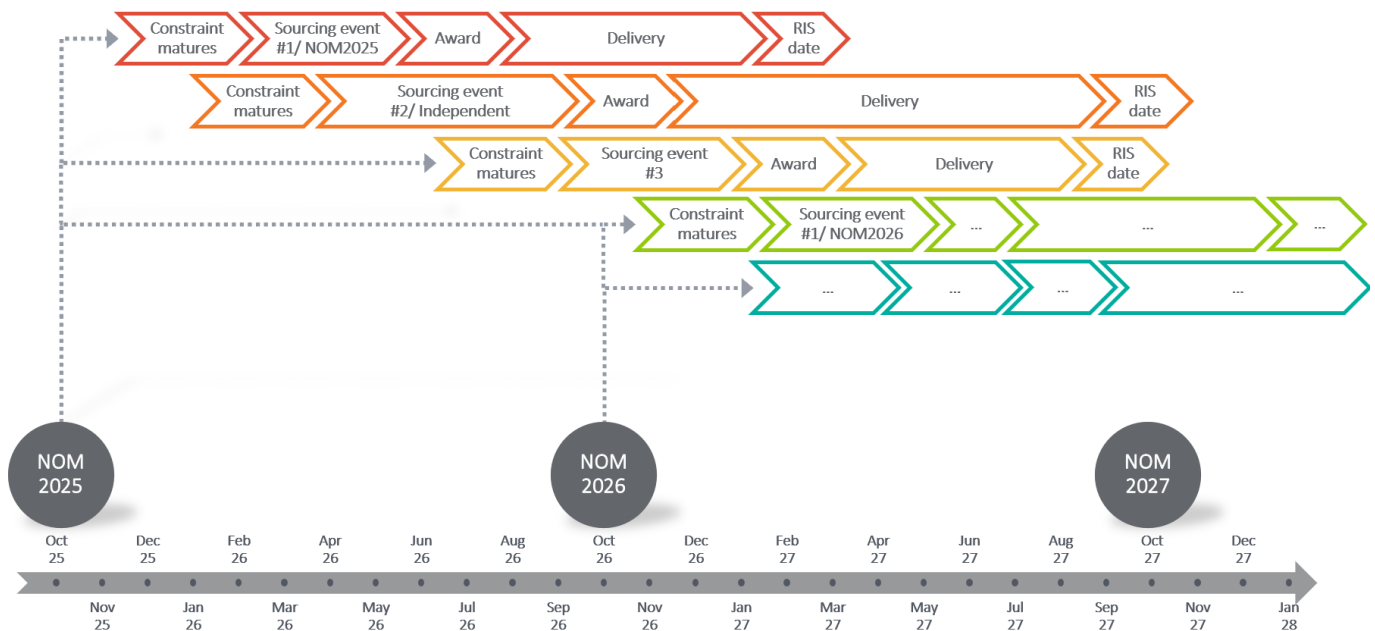 Constraint
matures
Sourcing event
#1/ NOM2025
Award
Delivery
RIS
date
Constraint
matures
Sourcing event
#2/ Independent
Award
Delivery
RIS
date
Constraint
matures
Sourcing event
#3
Award
Delivery
RIS
date
Constraint
matures
Sourcing event
#1/ NOM2026
...
...
...
...
...
...
...
NOM
2025
NOM
2026
NOM
2027
Oct
25
Dec
25
Feb
26
Apr
26
Jun
26
Aug
26
Oct
26
Dec
26
Feb
27
Apr
27
Jun
27
Aug
27
Oct
27
Dec
27
Nov
25
Jan
26
Mar
26
May
26
Jul
26
Sep
26
Nov
26
Jan
27
Mar
27
May
27
Jul
27
Sep
27
Nov
27
Jan
28